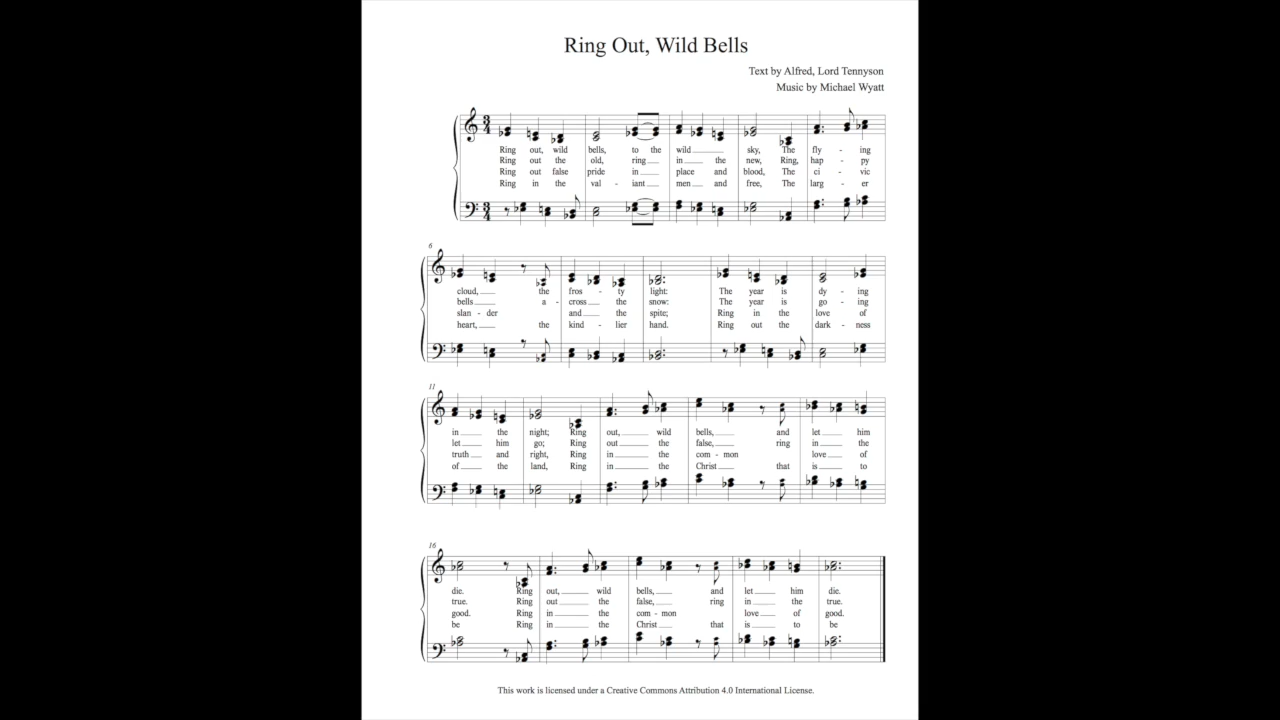 Ring Out, Wild Bells
Text by Alfred, Lord Tennyson
Music by Michael Wyatt
3 4
Ring out, wild bells, to the wild sky, The fly - ing
Ring out the old, ring in the new, Ring, hap - py
Ring out false pride in place and blood, The ci - vic
Ring in the val - iant men and free, The larg - er
3 4
6
cloud, the fros - ty light: The year is dy - ing
bells a - cross the snow: The year is go - ing
slan - der and the spite; Ring in the love of
heart, the kind - lier hand. Ring out the dark - ness
11
in the night; Ring out, wild bells, and let him
let him go; Ring out the false, ring in the
truth and right, Ring in the com - mon love of
of the land, Ring in the Christ that is to
16
die. Ring out, wild bells, and let him die.
true. Ring out the false, ring in the true.
good. Ring in the com - mon love of good.
be Ring in the Christ that is to be
This work is licensed under a Creative Commons Attribution 4.0 International License.